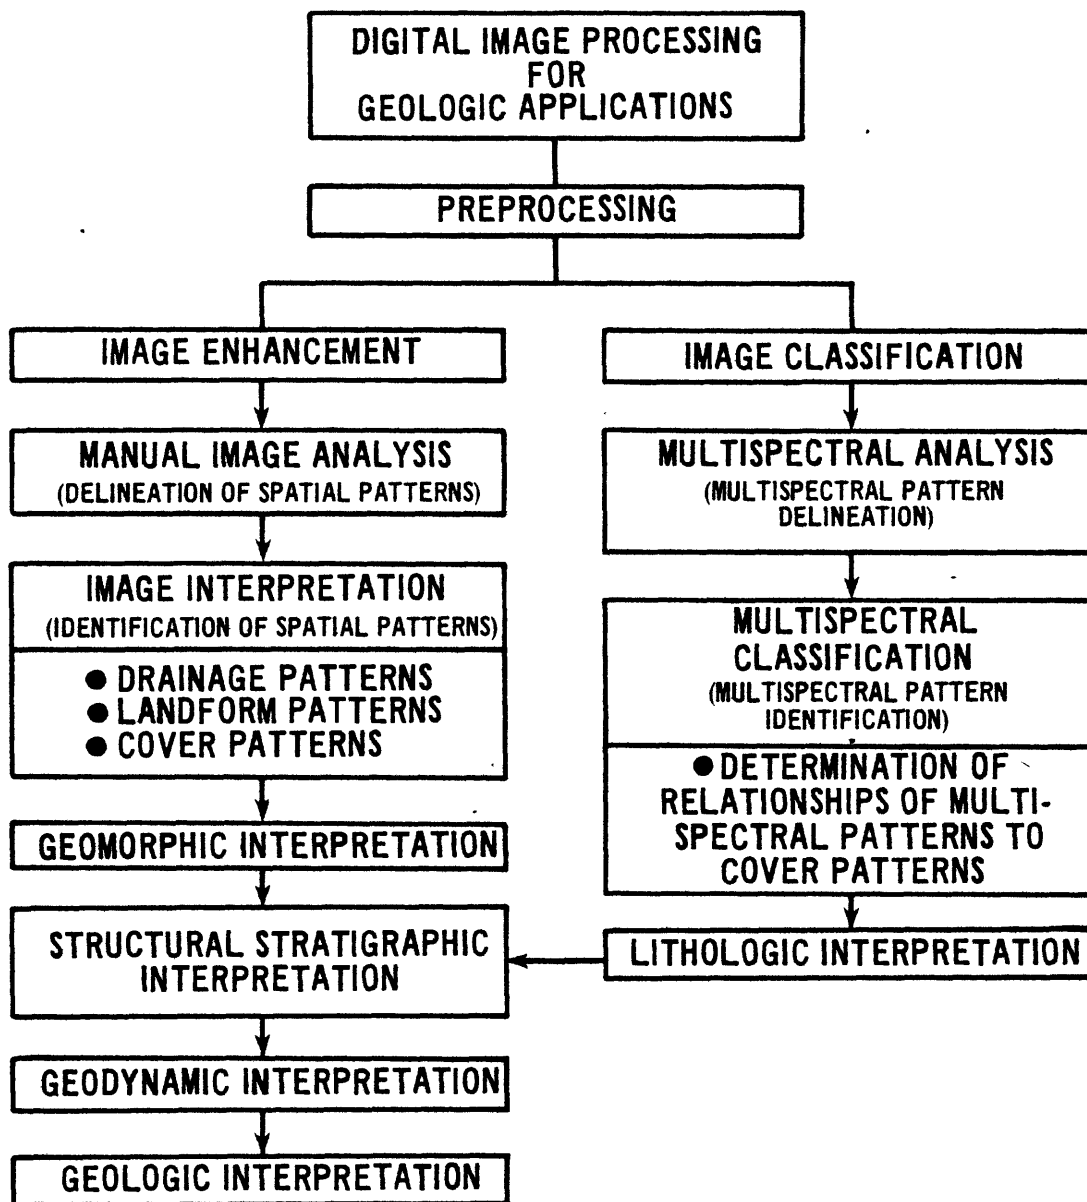 DIGITAL IMAGE PROCESSING
FOR
GEOLOGIC APPLICATIONS
PREPROCESSING
IMAGE ENHANCEMENT
MANUAL IMAGE ANALYSIS
(DELINEATION OF SPATIAL PATTERNS)
IMAGE INTERPRETATION
(IDENTIFICATION OF SPATIAL PATTERNS)
● DRAINAGE PATTERNS
● LANDFORM PATTERNS
● COVER PATTERNS
GEOMORPHIC INTERPRETATION
STRUCTURAL STRATIGRAPHIC
INTERPRETATION
GEODYNAMIC INTERPRETATION
GEOLOGIC INTERPRETATION
IMAGE CLASSIFICATION
MULTISPECTRAL ANALYSIS
(MULTISPECTRAL PATTERN
DELINEATION)
MULTISPECTRAL
CLASSIFICATION
(MULTISPECTRAL PATTERN
IDENTIFICATION)
● DETERMINATION OF
RELATIONSHIPS OF MULTI-
SPECTRAL PATTERNS TO
COVER PATTERNS
LITHOLOGIC INTERPRETATION